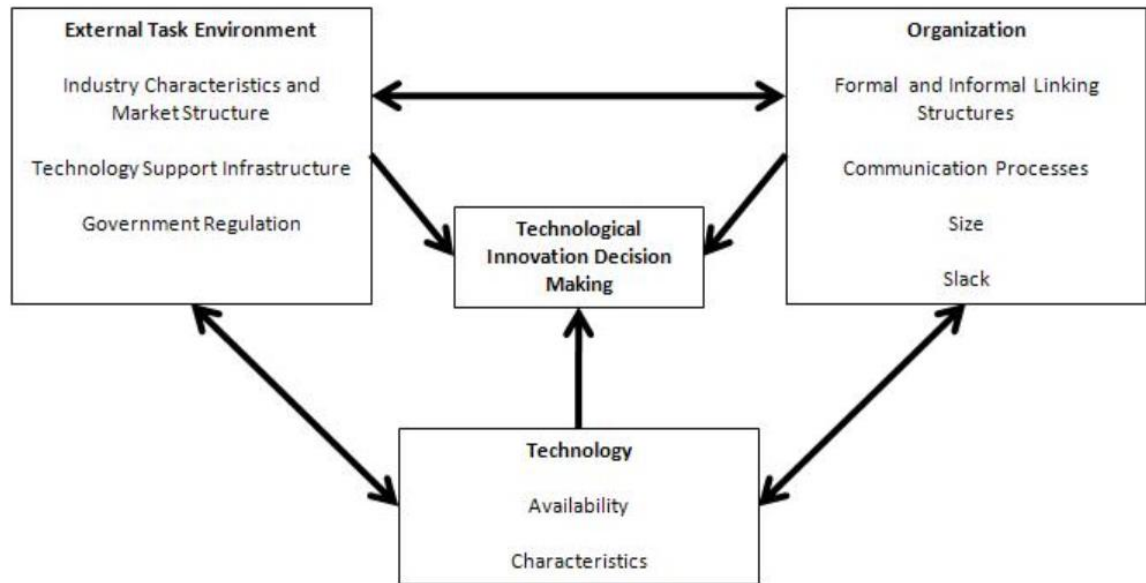 External Task Environment
Industry Characteristics and
Market Structure
Technology Support Infrastructure
Government Regulation
Organization
Formal and Informal Linking
Structures
Communication Processes
Size
Slack
Technological
Innovation Decision
Making
Technology
Availability
Characteristics